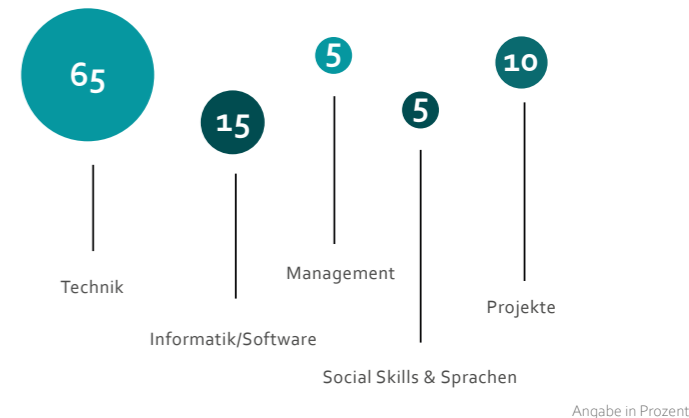 65
15
5
5
10
Technik
Informatik/Software
Management
Social Skills & Sprachen
Projekte
Angabe in Prozent